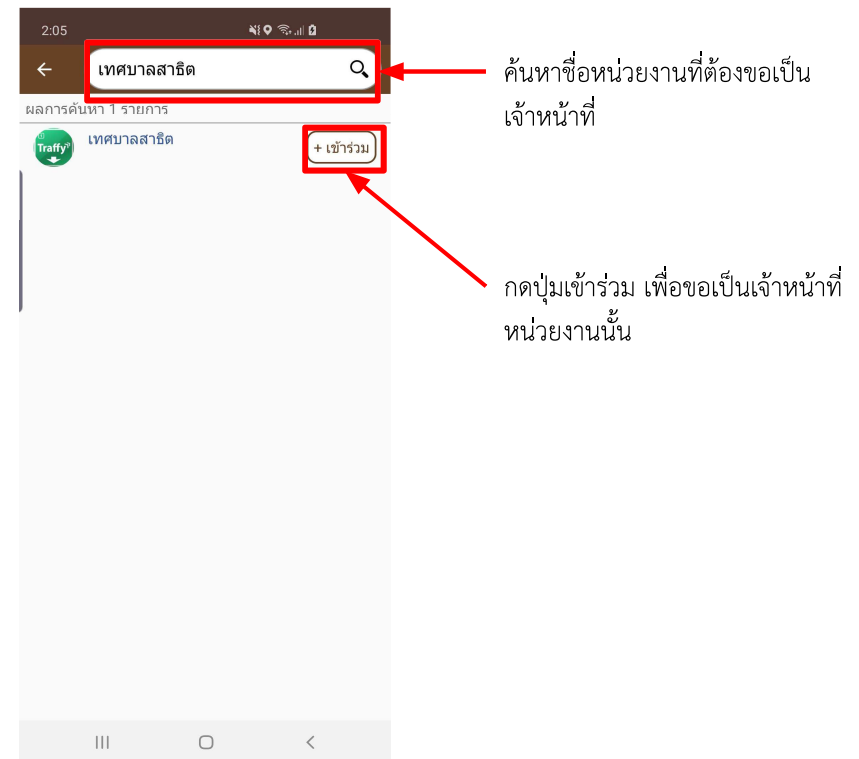 2:05
เทศบาลสาธิต
ผลการค้นหา 1 รายการ
Traffy
เทศบาลสาธิต
+ เข้าร่วม
ค้นหาชื่อหน่วยงานที่ต้องขอเป็น
เจ้าหน้าที่
กดปุ่มเข้าร่วม เพื่อขอเป็นเจ้าหน้าที่
หน่วยงานนั้น